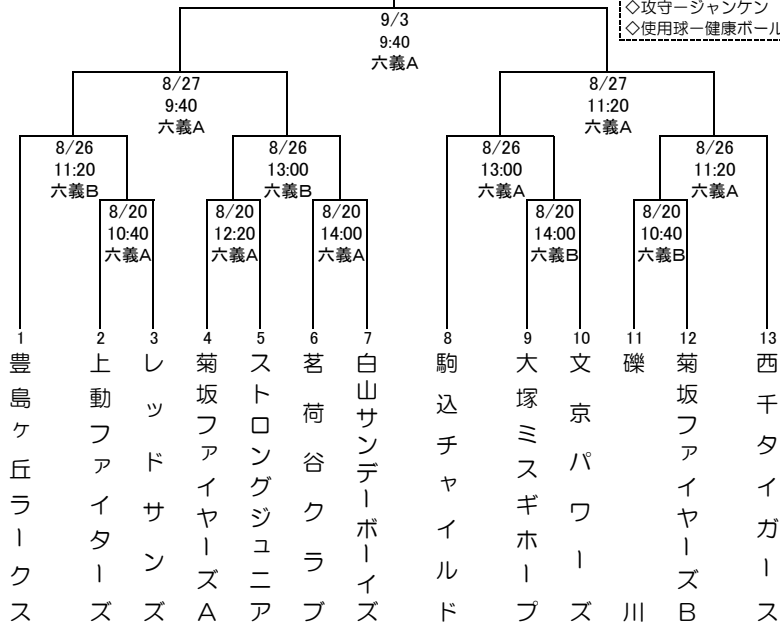 ◇攻守－ジャンケン
◇使用球－健康ボール
9/3
9:40
六義A
8/27
9:40
六義A
8/27
11:20
六義A
8/26
11:20
六義B
8/26
13:00
六義B
8/26
13:00
六義A
8/26
11:20
六義A
8/20
10:40
六義A
8/20
12:20
六義A
8/20
14:00
六義A
8/20
14:00
六義B
8/20
10:40
六義B
1
豊島ヶ丘ラークス
2
上動ファイターズ
3
レッドサンズ
4
菊坂ファイヤーズA
5
ストロングジュニア
6
茗荷谷クラブ
7
白山サンデーボーイズ
8
駒込チャイルド
9
大塚ミスギホープ
10
文京パワーズ
11
礫川
12
菊坂ファイヤーズB
13
西千タイガース